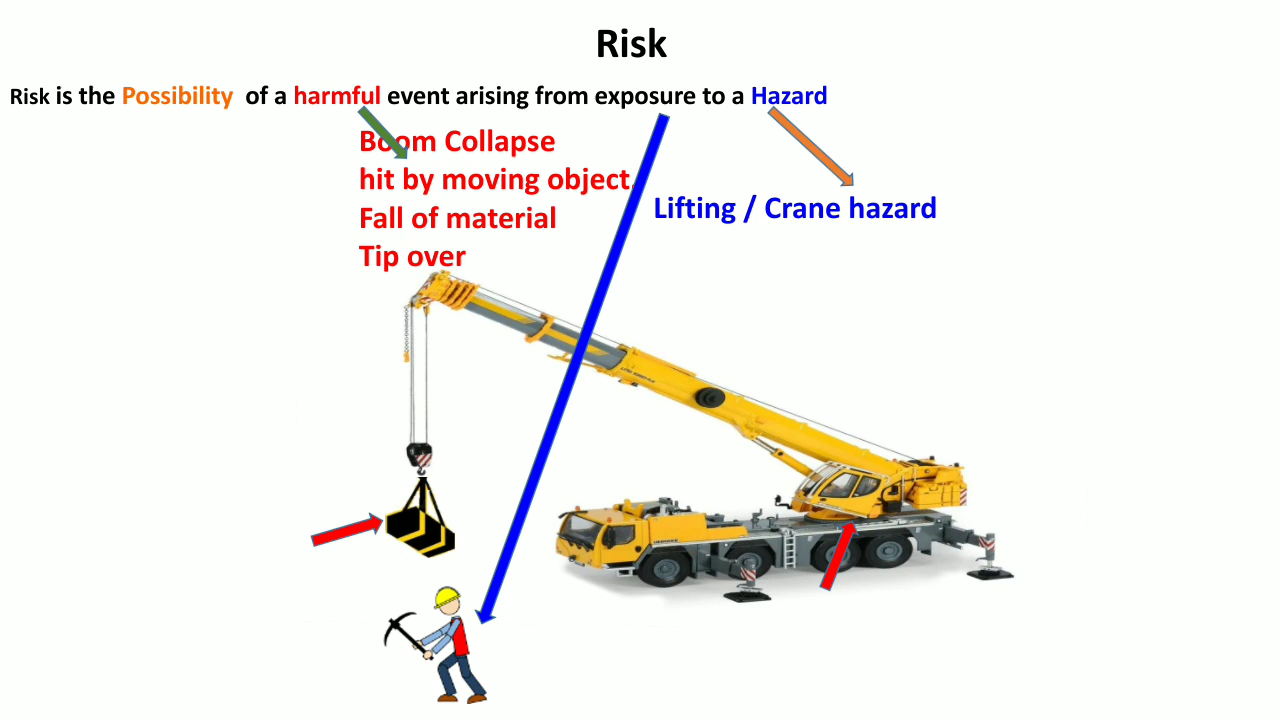 Risk
Risk is the Possibility of a harmful event arising from exposure to a Hazard
Boom Collapse
hit by moving object,
Fall of material
Tip over
Lifting / Crane hazard